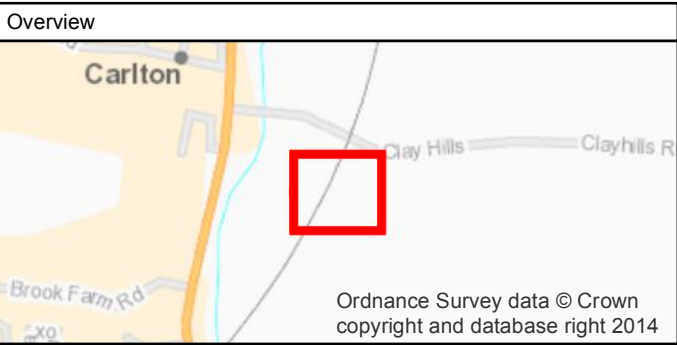 Overview
Carlton
Clay Hills
Clayhills R
Brook Farm Rd
Ordnance Survey data © Crown
copyright and database right 2014